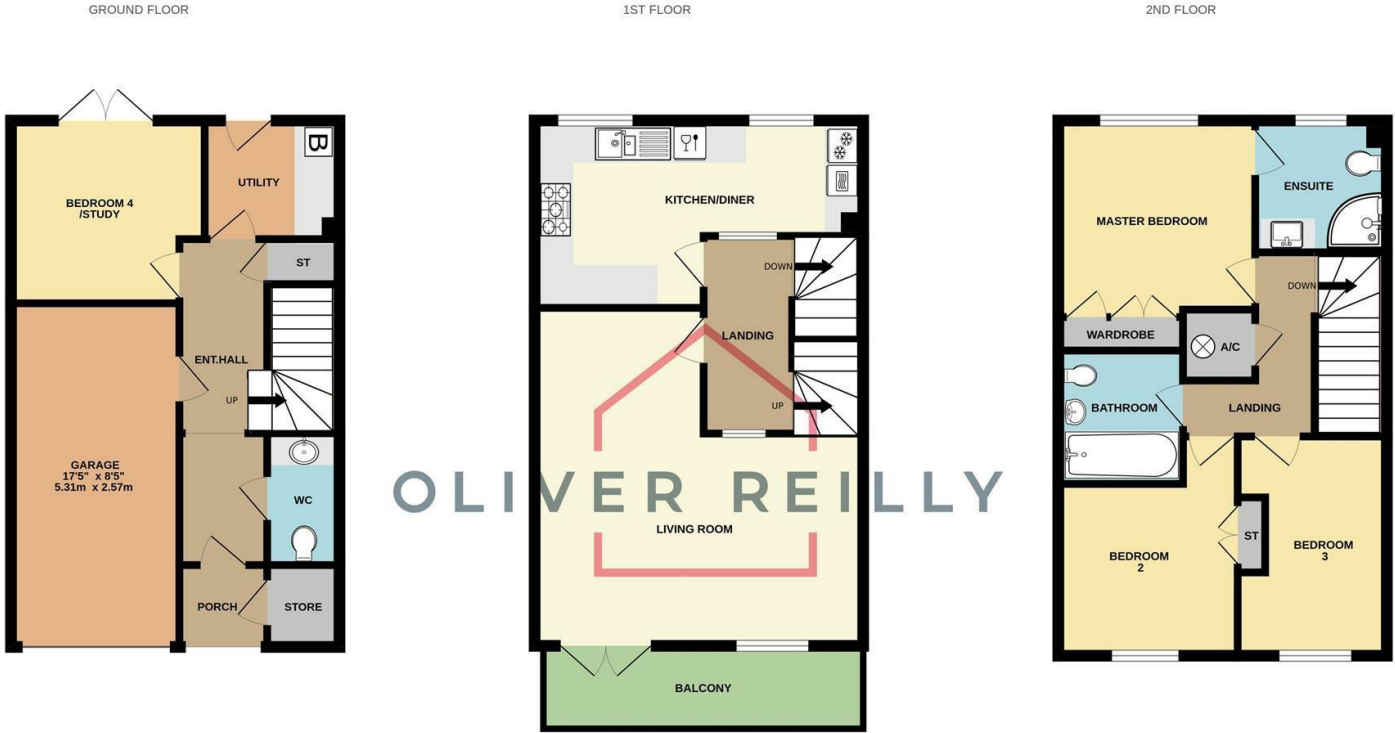 GROUND FLOOR
1ST FLOOR
2ND FLOOR
BEDROOM 4
/STUDY
UTILITY
B
ST
ENT.HALL
UP
GARAGE
17'5" x 8'5"
5.31m x 2.57m
WC
PORCH
STORE
KITCHEN/DINER
DOWN
LANDING
UP
OLIVER REILLY
LIVING ROOM
BALCONY
MASTER BEDROOM
ENSUITE
DOWN
WARDROBE
A/C
BATHROOM
LANDING
BEDROOM
2
ST
BEDROOM
3